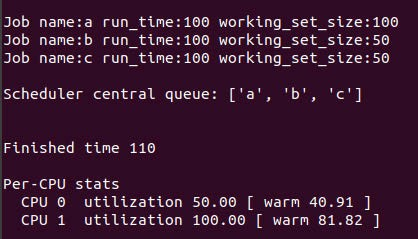 Job name:a run_time:100 working_set_size:100
Job name:b run_time:100 working_set_size:50
Job name:c run_time:100 working_set_size:50
Scheduler central queue: ['a', 'b', 'c']
Finished time 110
Per-CPU stats
CPU 0 utilization 50.00 [ warm 40.91 ]
CPU 1 utilization 100.00 [ warm 81.82 ]